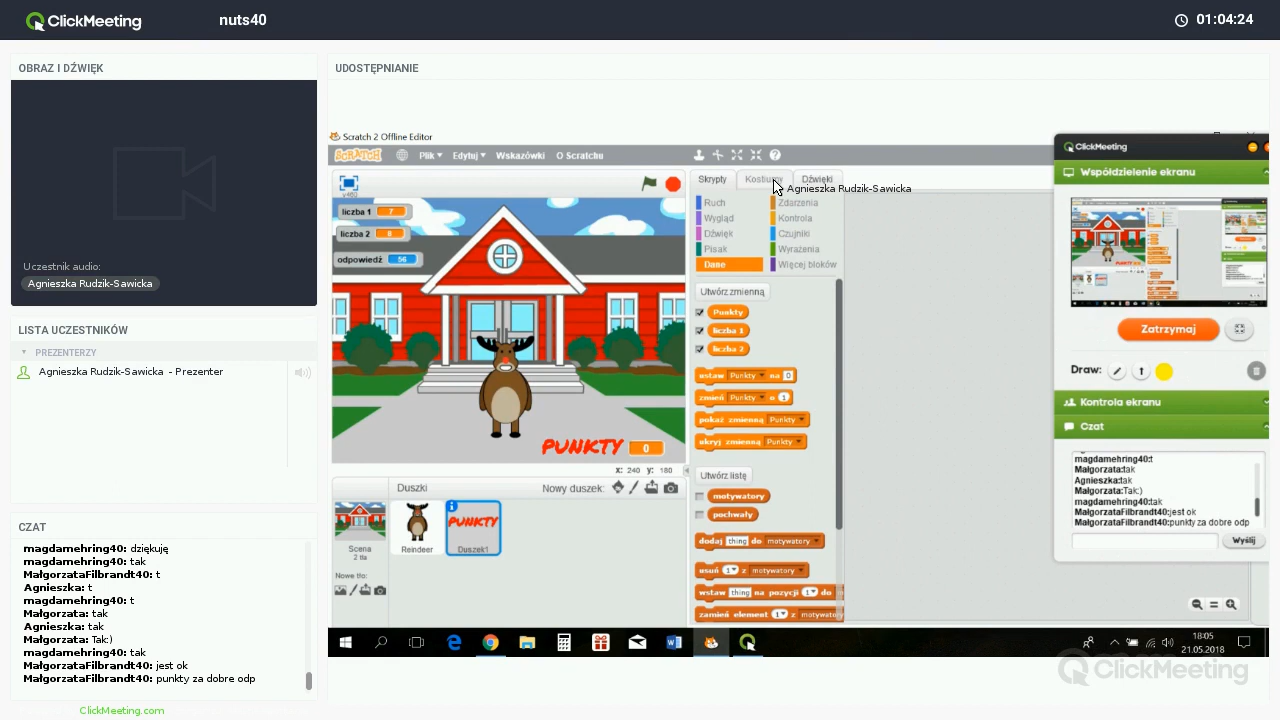 ClickMeeting
nuts40
01:04:24
OBRAZ I DŹWIĘK
Uczestnik audio:
Agnieszka Rudzik-Sawicka
LISTA UCZESTNIKÓW
PREZENTERZY
Agnieszka Rudzik-Sawicka - Prezenter
CZAT
magdamehring40: dziękuję
magdamehring40: tak
MałgorzataFilbrandt40: t
Agnieszka: t
magdamehring40: t
Małgorzata: tak
Agnieszka: tak
Małgorzata: Tak:)
magdamehring40: tak
MałgorzataFilbrandt40: jest ok
MałgorzataFilbrandt40: punkty za dobre odp
ClickMeeting.com
UDOSTĘPNIANIE
Scratch 2 Offline Editor
SCRATCH
Plik
Edytuj
Wskazówki
O Scratchu
v460
liczba 1 7
liczba 2 8
odpowiedź 56
PUNKTY 0
x: 240 y: 180
Duszki
Nowy duszek:
Scena
2 tła
Nowe tło:
Reindeer
PUNKTY
Duszek1
Skrypty
Kostiumy
Dźwięki
Agnieszka Rudzik-Sawicka
Ruch
Zdarzenia
Wygląd
Kontrola
Dźwięk
Czujniki
Pisak
Wyrażenia
Dane
Więcej bloków
Utwórz zmienną
Punkty
liczba 1
liczba 2
ustaw Punkty na 0
zmień Punkty o 1
pokaż zmienną Punkty
ukryj zmienną Punkty
Utwórz listę
motywatory
pochwały
dodaj thing do motywatory
usuń 1 z motywatory
wstaw thing na pozycji 1 do
zamień element 1 z motywator
ClickMeeting
Współdzielenie ekranu
Zatrzymaj
Draw:
Kontrola ekranu
Czat
magdamehring40:t
Małgorzata:tak
Agnieszka:tak
Małgorzata:Tak:)
magdamehring40:tak
MałgorzataFilbrandt40:jest ok
MałgorzataFilbrandt40:punkty za dobre odp
Wyślij
18:05
21.05.2018
ClickMeeting